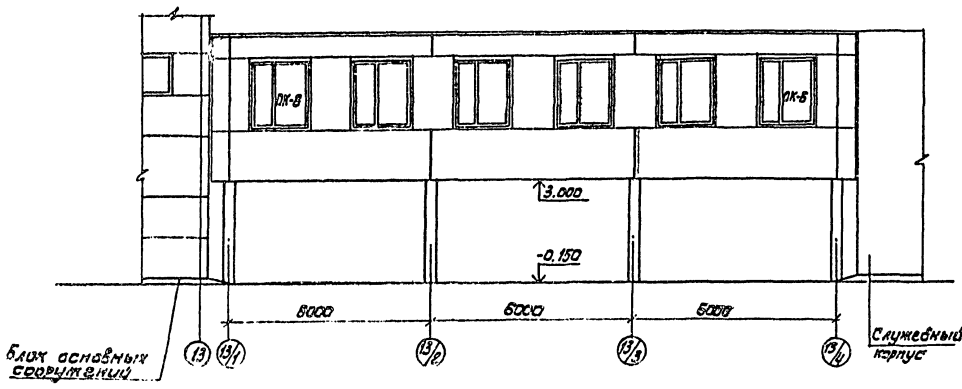 ОК-8
ОК-8
3.000
-0.150
6000
6000
6000
13
13/1
13/2
13/3
13/4
Блок основных
сооружений
Служебный
корпус